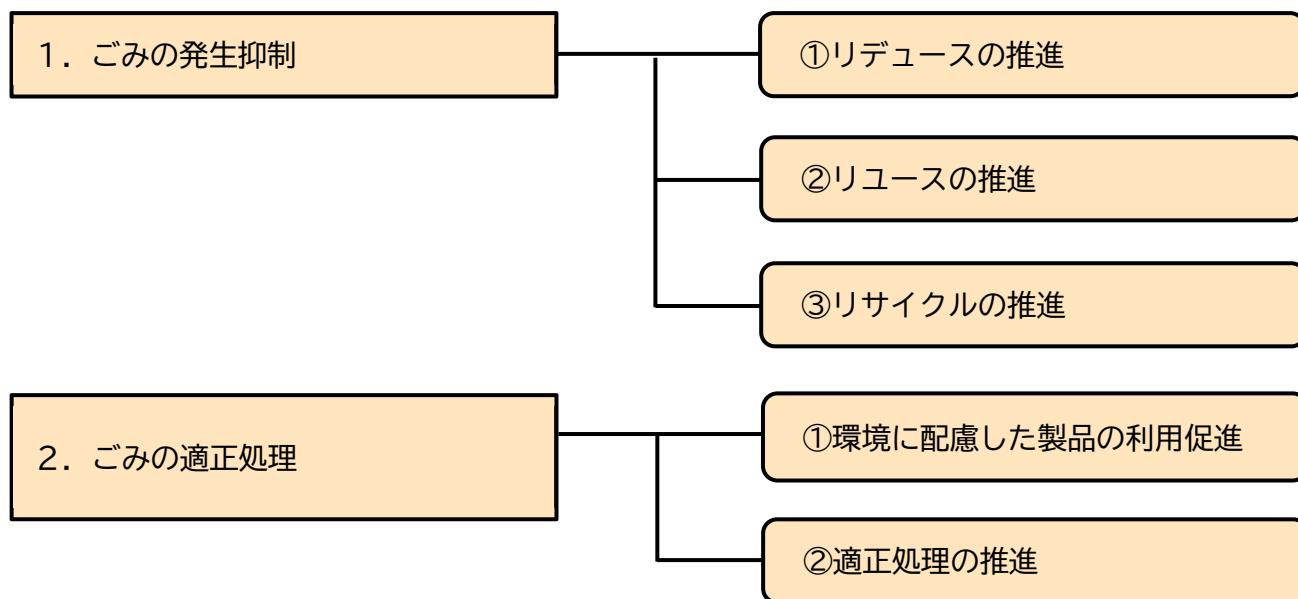 1．ごみの発生抑制
①リデュースの推進
②リユースの推進
③リサイクルの推進
2．ごみの適正処理
①環境に配慮した製品の利用促進
②適正処理の推進